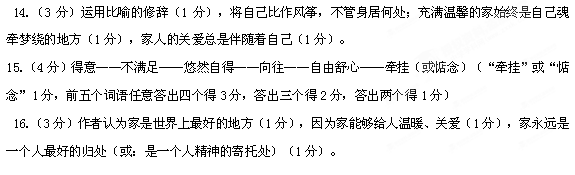 14.（3 分）运用比喻的修辞（1 分），将自己比作风筝，不管身居何处；充满温馨的家始终是自己魂
牵梦绕的地方（1 分），家人的关爱总是伴随着自己（1 分）。
15.（4 分）得意——不满足——悠然自得——向往——自由舒心——牵挂（或惦念）（“牵挂”或“惦
念”1 分，前五个词语任意答出四个得 3 分，答出三个得 2 分，答出两个得 1 分）
16.（3 分）作者认为家是世界上最好的地方（1 分），因为家能够给人温暖、关爱（1 分），家永远是
一个人最好的归处（或：是一个人精神的寄托处）（1 分）。